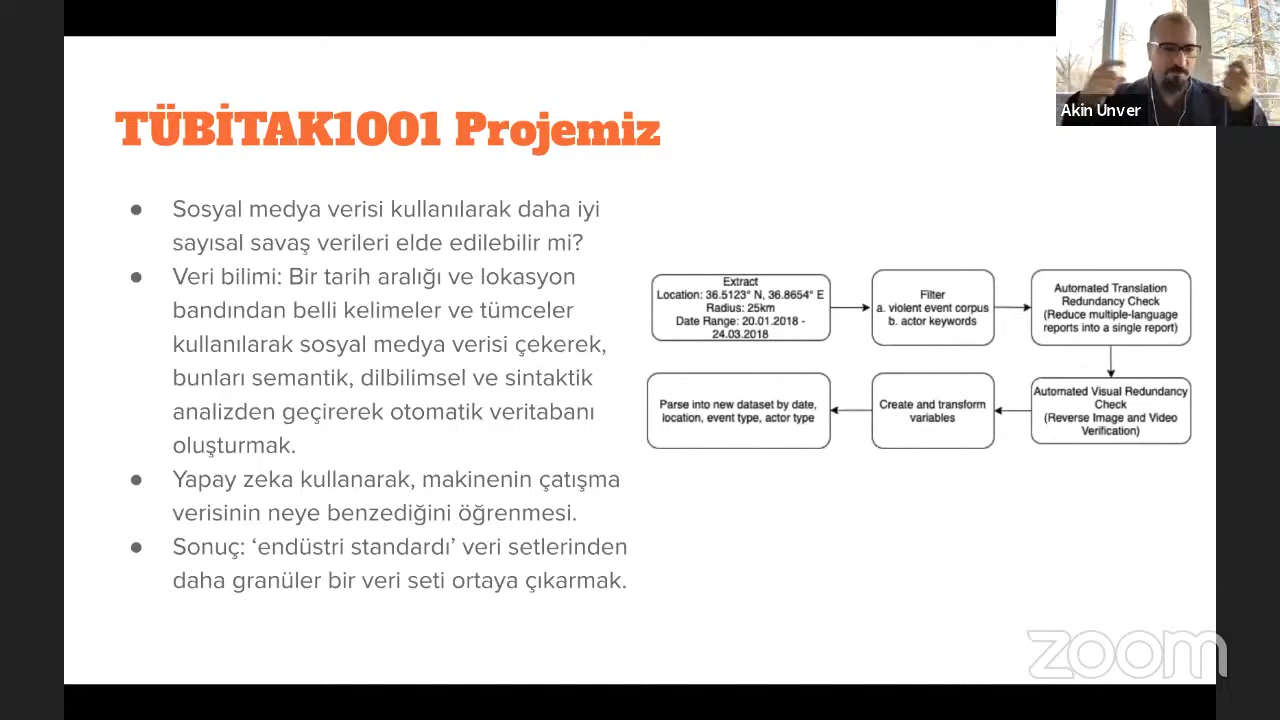 Akin Unver
TÜBİTAK1001 Projemiz
● Sosyal medya verisi kullanılarak daha iyi
sayısal savaş verileri elde edilebilir mi?
● Veri bilimi: Bir tarih aralığı ve lokasyon
bandından belli kelimeler ve tümceler
kullanılarak sosyal medya verisi çekerek,
bunları semantik, dilbilimsel ve sintaktik
analizden geçirerek otomatik veritabanı
oluşturmak.
● Yapay zeka kullanarak, makinenin çatışma
verisinin neye benzediğini öğrenmesi.
● Sonuç: ‘endüstri standardı’ veri setlerinden
daha granüler bir veri seti ortaya çıkarmak.
Extract
Location: 36.5123° N, 36.8654° E
Radius: 25km
Date Range: 20.01.2018 -
24.03.2018
Filter
a. violent event corpus
b. actor keywords
Automated Translation
Redundancy Check
(Reduce multiple-language
reports into a single report)
Automated Visual Redundancy
Check
(Reverse Image and Video
Verification)
Create and transform
variables
Parse into new dataset by date,
location, event type, actor type
zoom